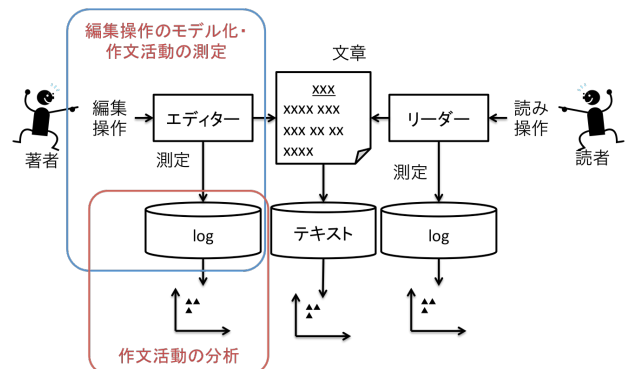 編集操作のモデル化・
作文活動の測定
文章
著者
編集
操作
エディター
xxx
xxxx xxx
xxx xx xx
xxxx
リーダー
読み
操作
読者
測定
測定
log
テキスト
log
作文活動の分析